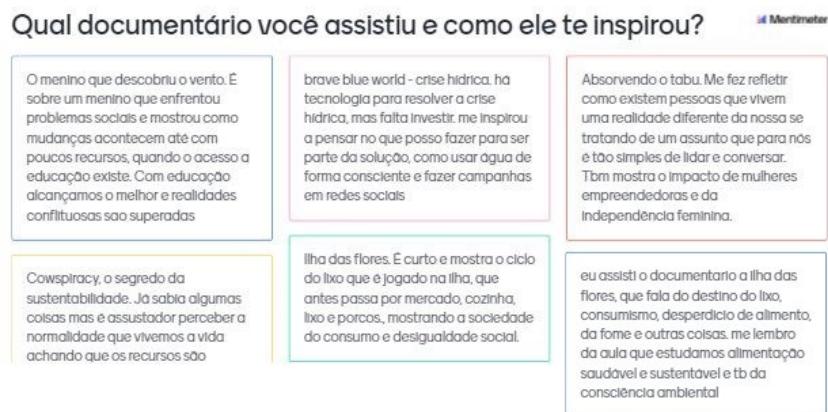 Qual documentário você assistiu e como ele te inspirou?
Mentimeter
O menino que descobriu o vento. É
sobre um menino que enfrentou
problemas sociais e mostrou como
mudanças acontecem até com
poucos recursos, quando o acesso a
educação existe. Com educação
alcançamos o melhor e realidades
conflituosas sao superadas
brave blue world - crise hídrica. há
tecnologia para resolver a crise
hídrica, mas falta investir. me inspirou
a pensar no que posso fazer para ser
parte da solução, como usar água de
forma consciente e fazer campanhas
em redes sociais
Absorvendo o tabu. Me fez refletir
como existem pessoas que vivem
uma realidade diferente da nossa se
tratando de um assunto que para nós
é tão simples de lidar e conversar.
Tbm mostra o impacto de mulheres
empreendedoras e da
independência feminina.
Cowspiracy, o segredo da
sustentabilidade. Já sabia algumas
coisas mas é assustador perceber a
normalidade que vivemos a vida
achando que os recursos são
Ilha das flores. É curto e mostra o ciclo
do lixo que é jogado na ilha, que
antes passa por mercado, cozinha,
lixo e porcos., mostrando a sociedade
do consumo e desigualdade social.
eu assisti o documentario a ilha das
flores, que fala do destino do lixo,
consumismo, desperdicio de alimento,
da fome e outras coisas. me lembro
da aula que estudamos alimentação
saudável e sustentável e tb da
consciência ambiental